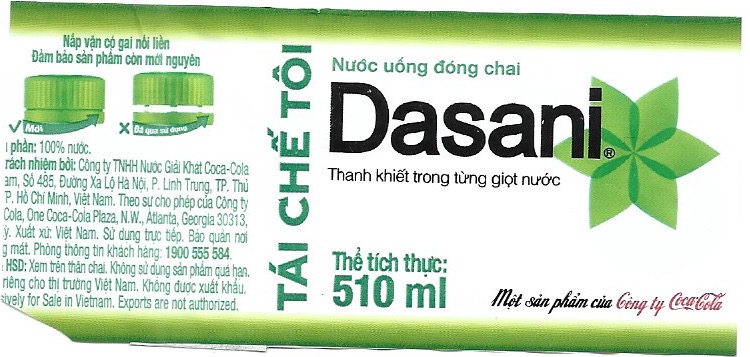 Nắp vặn có gai nối liền
Đảm bảo sản phẩm còn mới nguyên
Mới
Đã qua sử dụng
phần: 100% nước.
rách nhiệm bởi: Công ty TNHH Nước Giải Khát Coca-Cola
am, Số 485, Đường Xa Lộ Hà Nội, P. Linh Trung, TP. Thủ
P. Hồ Chí Minh, Việt Nam. Theo sự cho phép của Công ty
Cola, One Coca-Cola Plaza, N.W., Atlanta, Georgia 30313,
ỹ. Xuất xứ: Việt Nam. Sử dụng trực tiếp. Bảo quản nơi
g mát. Phòng thông tin khách hàng: 1900 555 584.
HSD: Xem trên thân chai. Không sử dụng sản phẩm quá hạn.
riêng cho thị trường Việt Nam. Không được xuất khẩu.
sively for Sale in Vietnam. Exports are not authorized.
TÁI CHẾ TÔI
Nước uống đóng chai
Dasani®
Thanh khiết trong từng giọt nước
Thể tích thực:
510 ml
Một sản phẩm của Công ty Coca-Cola